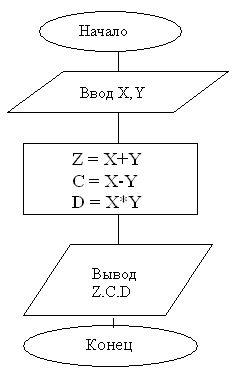 Начало
Ввод X,Y
Z = X+Y
C = X-Y
D = X*Y
Вывод
Z.C.D
Конец